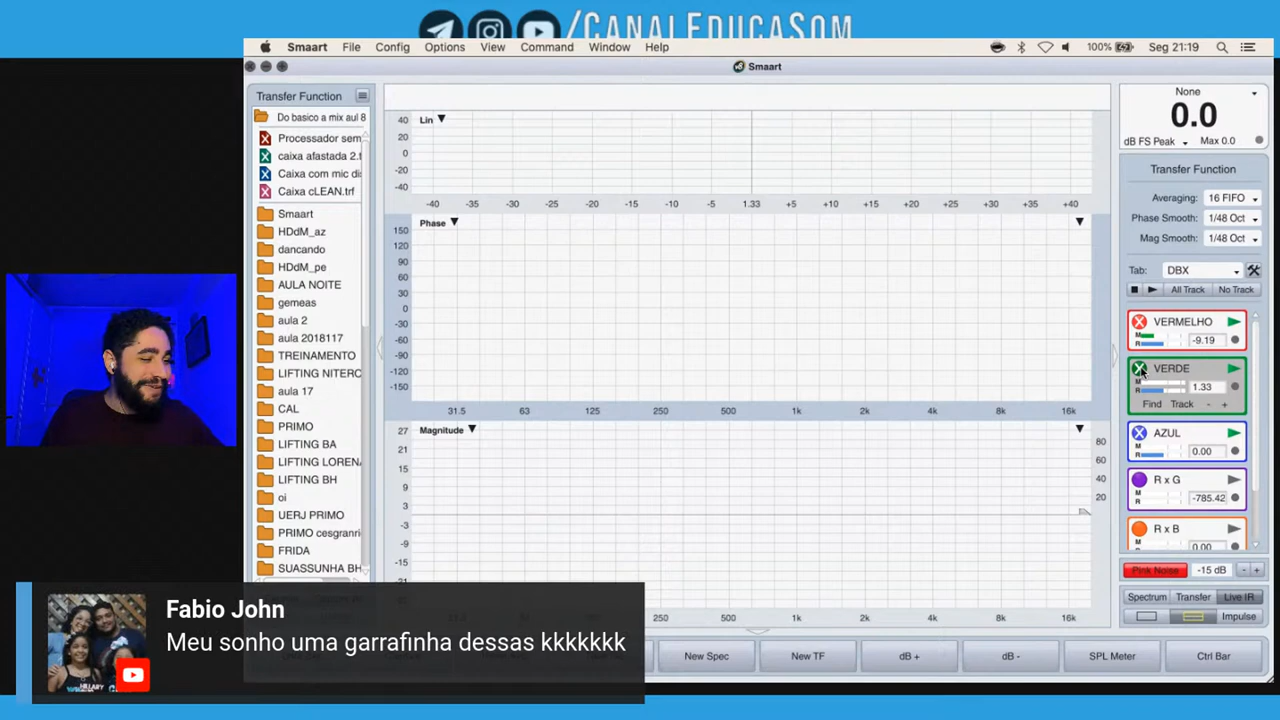 /CANALEDUCASOM
Smaart File Config Options View Command Window Help 100% Seg 21:19
Smaart
Transfer Function
Do basico a mix aul 8
Processador sem
caixa afastada 2.t
Caixa com mic di
Caixa cLEAN.trf
Smaart
HDdM_az
dancando
HDdM_pe
AULA NOITE
gemeas
aula 2
aula 2018117
TREINAMENTO
LIFTING NITERO
aula 17
CAL
PRIMO
LIFTING BA
LIFTING LORENA
LIFTING BH
oi
UERJ PRIMO
PRIMO cesgranri
FRIDA
SUASSUNHA BH
Lin
40
20
0
-20
-40
-40 -35 -30 -25 -20 -15 -10 -5 1.33 +5 +10 +15 +20 +25 +30 +35 +40
Phase
150
120
90
60
30
0
-30
-60
-90
-120
-150
31.5 63 125 250 500 1k 2k 4k 8k 16k
Magnitude
27
21
15
9
3
-3
-9
-15
80
60
40
20
250 500 1k 2k 4k 8k 16k
New Spec New TF dB + dB - SPL Meter Ctrl Bar
None
0.0
dB FS Peak Max 0.0
Transfer Function
Averaging: 16 FIFO
Phase Smooth: 1/48 Oct
Mag Smooth: 1/48 Oct
Tab: DBX
All Track No Track
VERMELHO
M
R -9.19
VERDE
M
R 1.33
Find Track - +
AZUL
M
R 0.00
R x G
M
R -785.42
R x B
M
R 0.00
Pink Noise -15 dB - +
Spectrum Transfer Live IR
Impulse
Fabio John
Meu sonho uma garrafinha dessas kkkkkkk